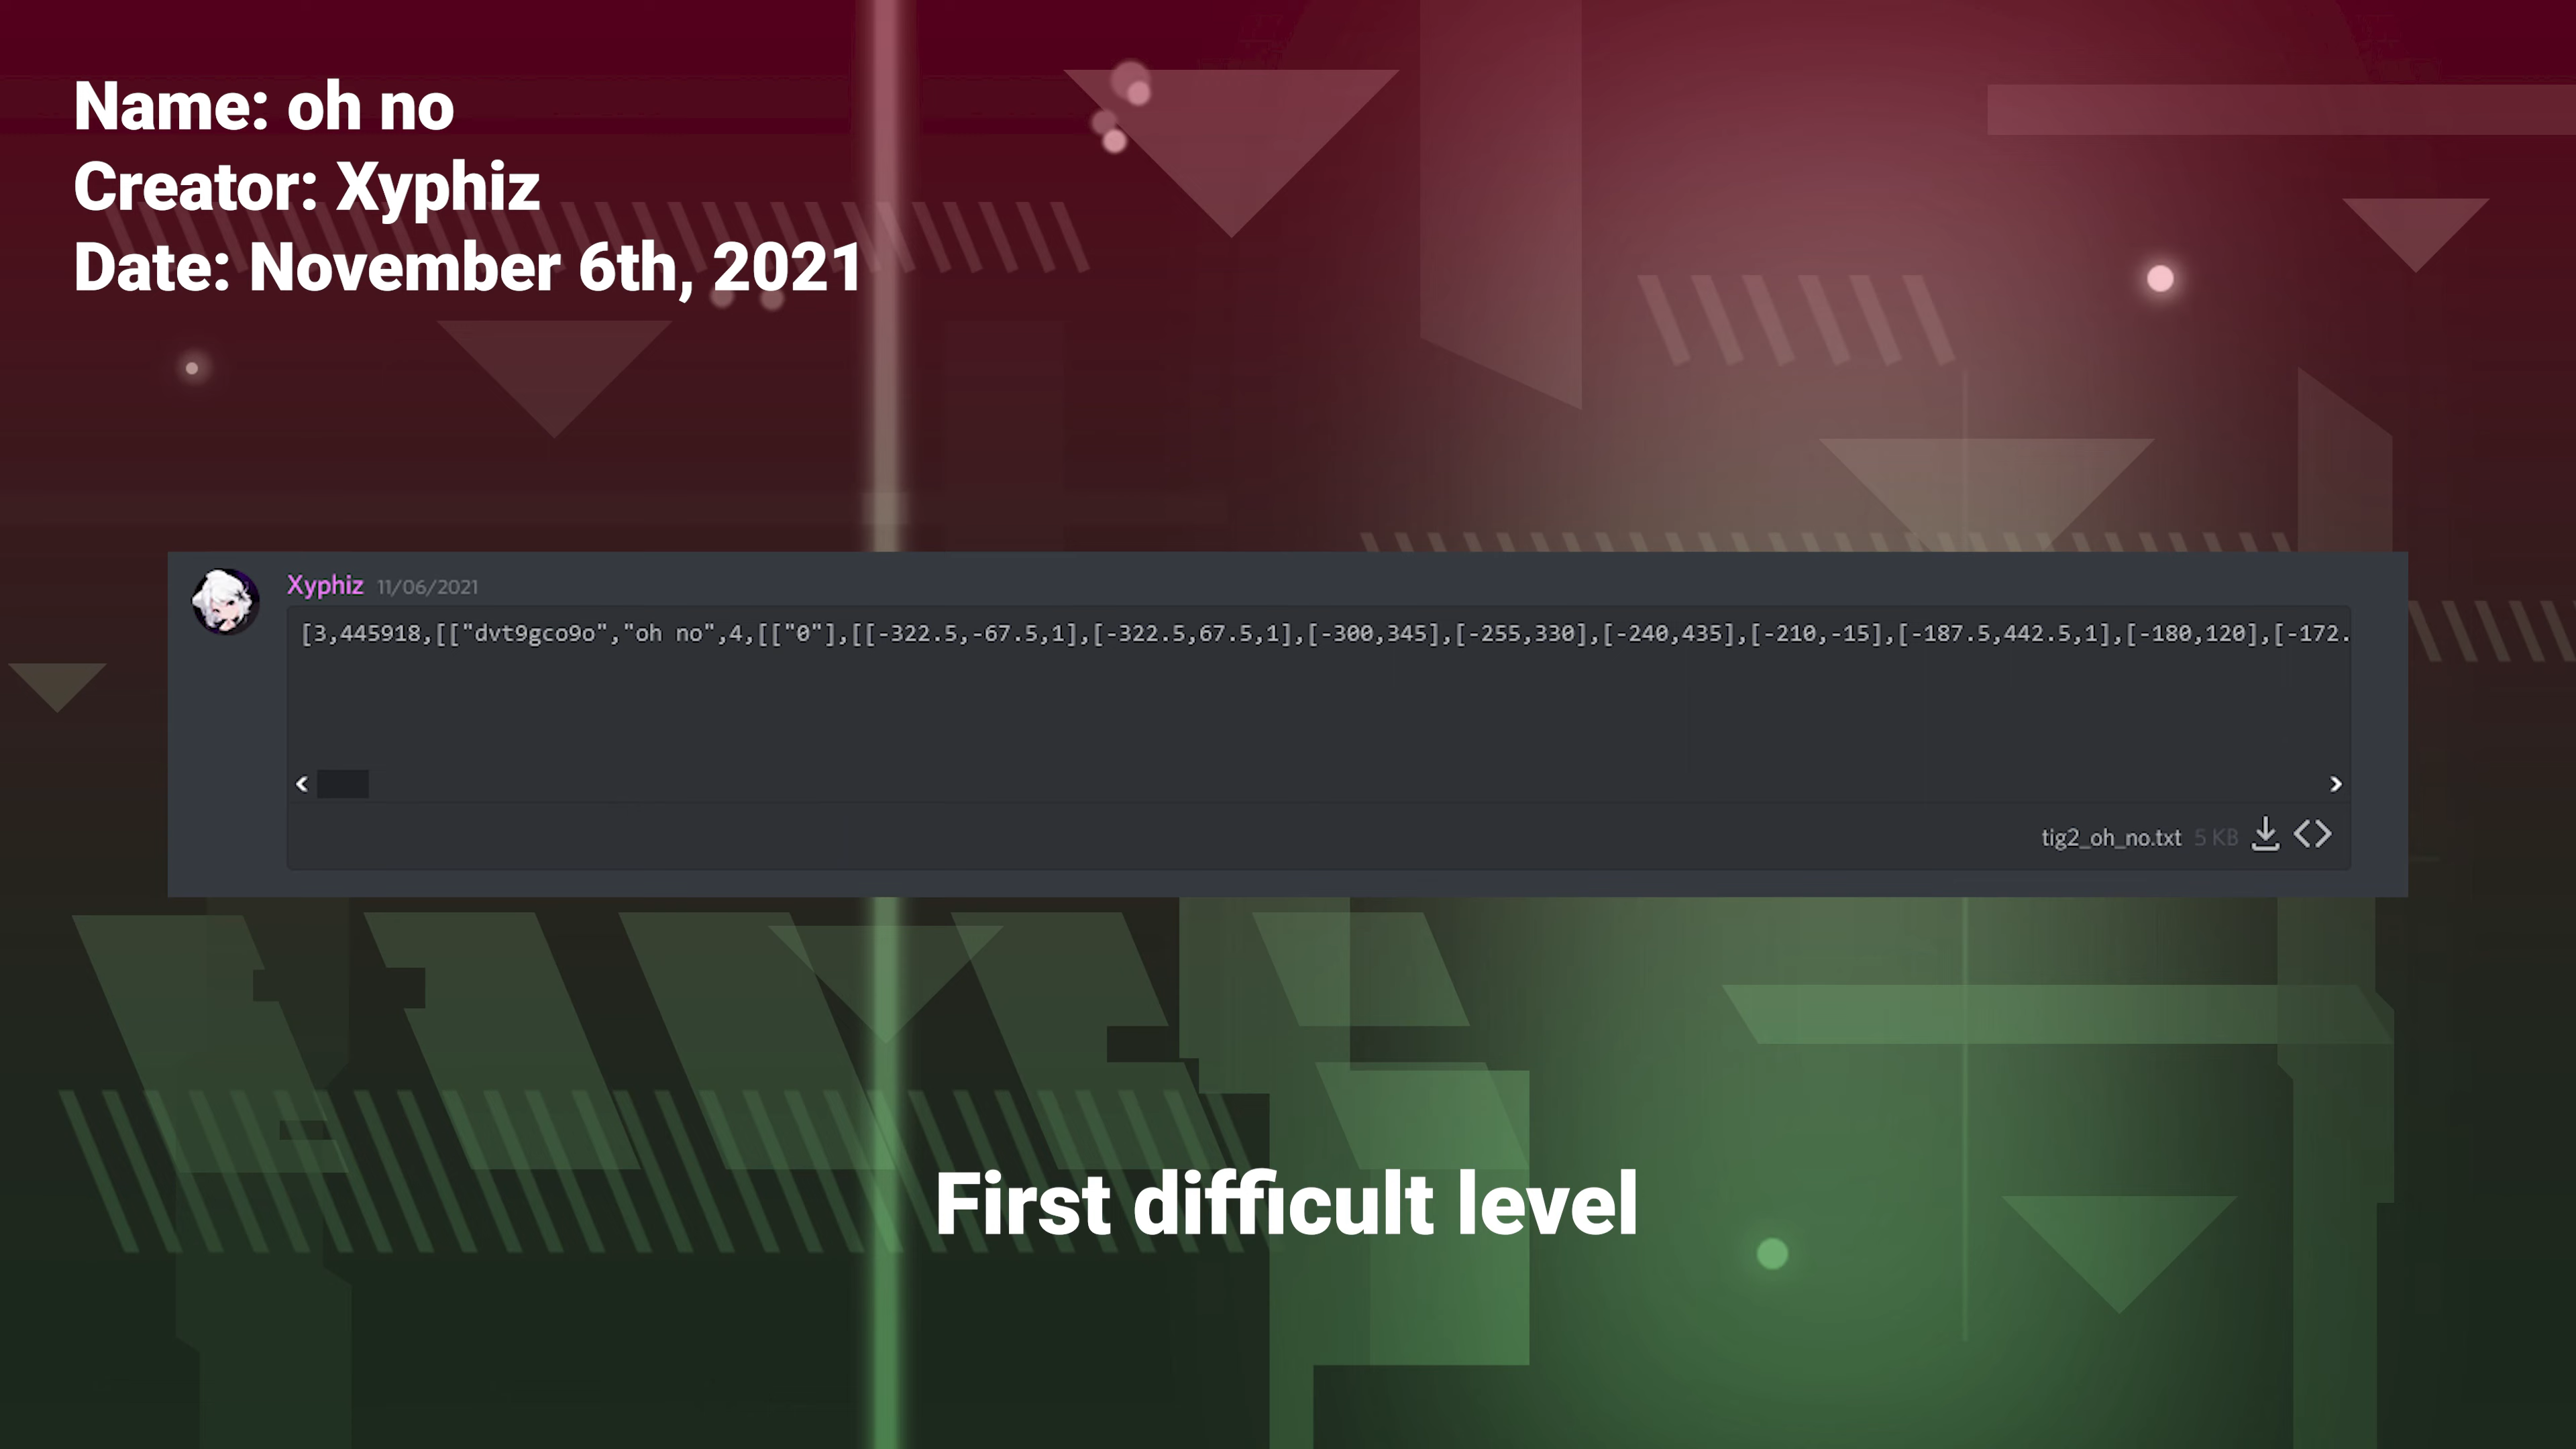 Name: oh no
Creator: Xyphiz
Date: November 6th, 2021
Xyphiz 11/06/2021
[3,445918,[["dvt9gco9o","oh no",4,[["0"],[[-322.5,-67.5,1],[-322.5,67.5,1],[-300,345],[-255,330],[-240,435],[-210,-15],[-187.5,442.5,1],[-180,120],[-172.
tig2_oh_no.txt 5 KB
First difficult level